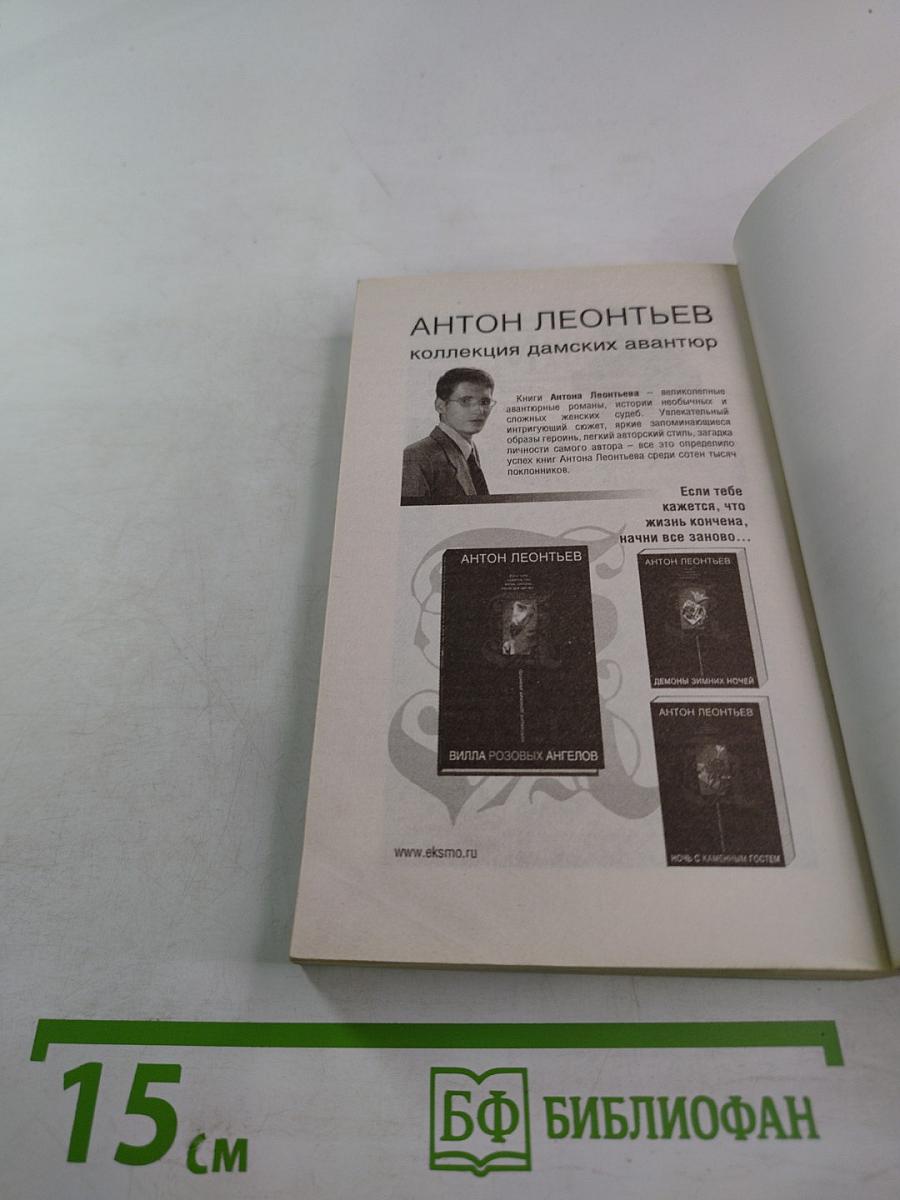 АНТОН ЛЕОНТЬЕВ
коллекция дамских авантюр
Книги Антона Леонтьева – великолепные
авантюрные романы, истории необычных и
сложных женских судеб. Увлекательный
интригующий сюжет, яркие запоминающиеся
образы героинь, легкий авторский стиль, загадка
личности самого автора – все это определило
успех книг Антона Леонтьева среди сотен тысяч
поклонников.
Если тебе
кажется, что
жизнь кончена,
начни все заново...
АНТОН ЛЕОНТЬЕВ
ВИЛЛА РОЗОВЫХ АНГЕЛОВ
АНТОН ЛЕОНТЬЕВ
ДЕМОНЫ ЗИМНИХ НОЧЕЙ
АНТОН ЛЕОНТЬЕВ
НОЧЬ С КАМЕННЫМ ГОСТЕМ
www.eksmo.ru
15 см
БФ БИБЛИОФАН